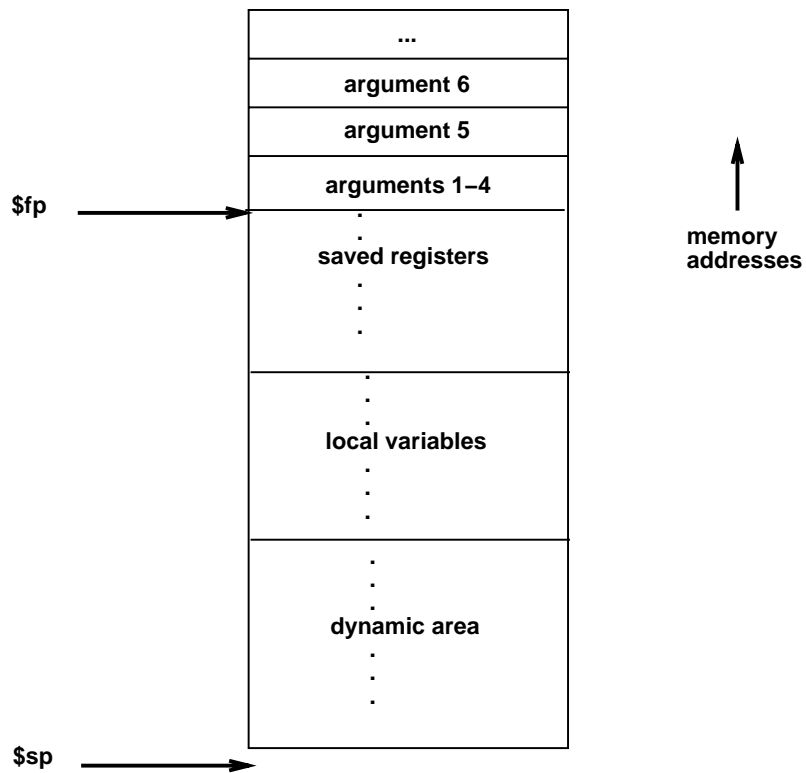 ...
argument 6
argument 5
arguments 1–4
$fp
saved registers
memory
addresses
local variables
dynamic area
$sp